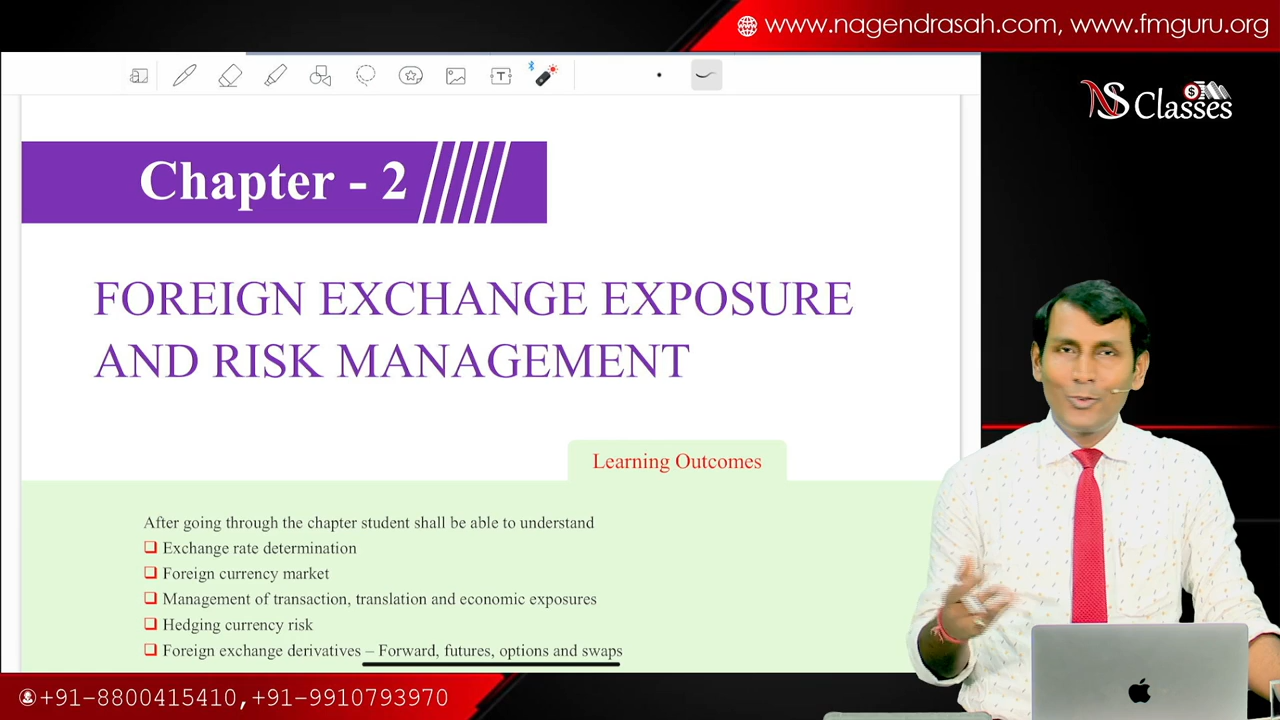 www.nagendrasah.com, www.fmguru.org
T
NS Classes
$
Chapter - 2
FOREIGN EXCHANGE EXPOSURE
AND RISK MANAGEMENT
Learning Outcomes
After going through the chapter student shall be able to understand
Exchange rate determination
Foreign currency market
Management of transaction, translation and economic exposures
Hedging currency risk
Foreign exchange derivatives – Forward, futures, options and swaps
+91-8800415410,+91-9910793970